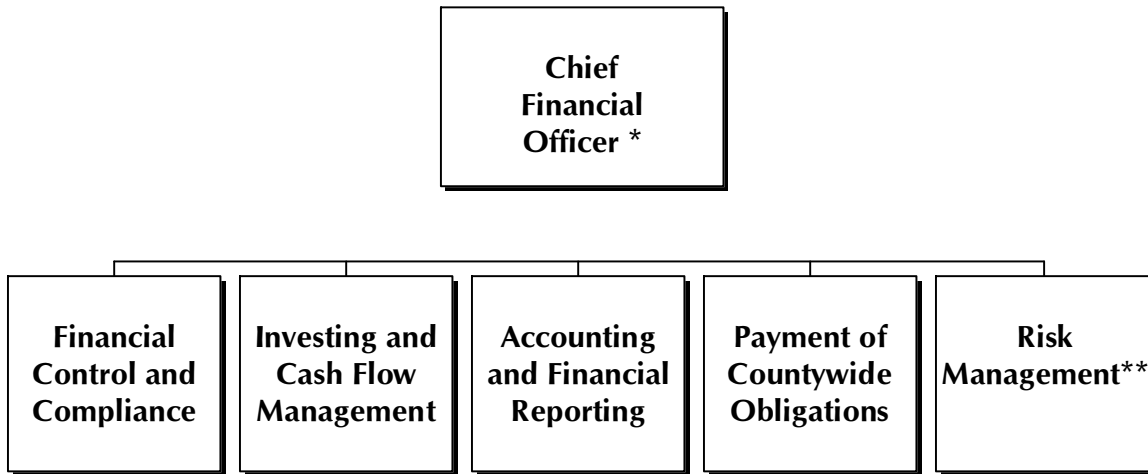 Chief
Financial
Officer *
Financial
Control and
Compliance
Investing and
Cash Flow
Management
Accounting
and Financial
Reporting
Payment of
Countywide
Obligations
Risk
Management**